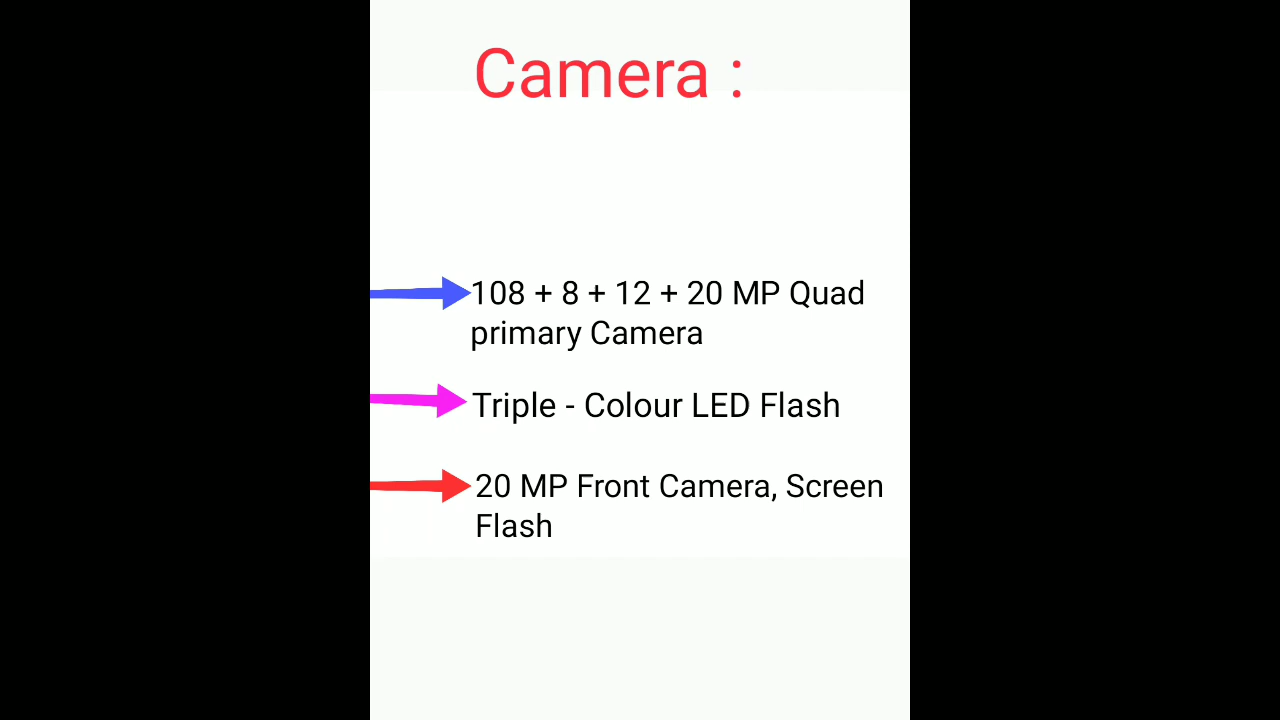 Camera :
108 + 8 + 12 + 20 MP Quad
primary Camera
Triple - Colour LED Flash
20 MP Front Camera, Screen
Flash